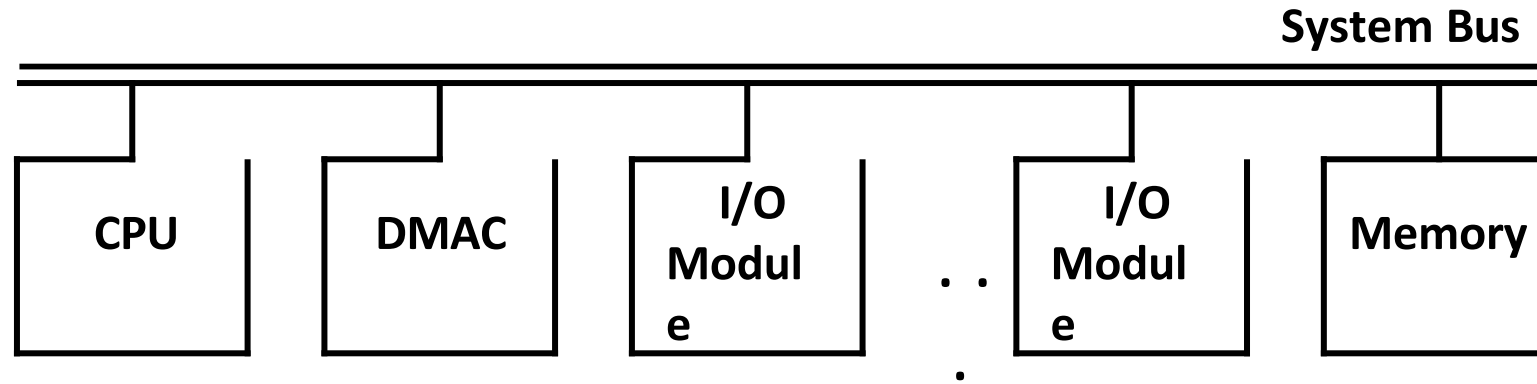 System Bus
CPU
DMAC
I/O
Modul
e
. .
.
I/O
Modul
e
Memory